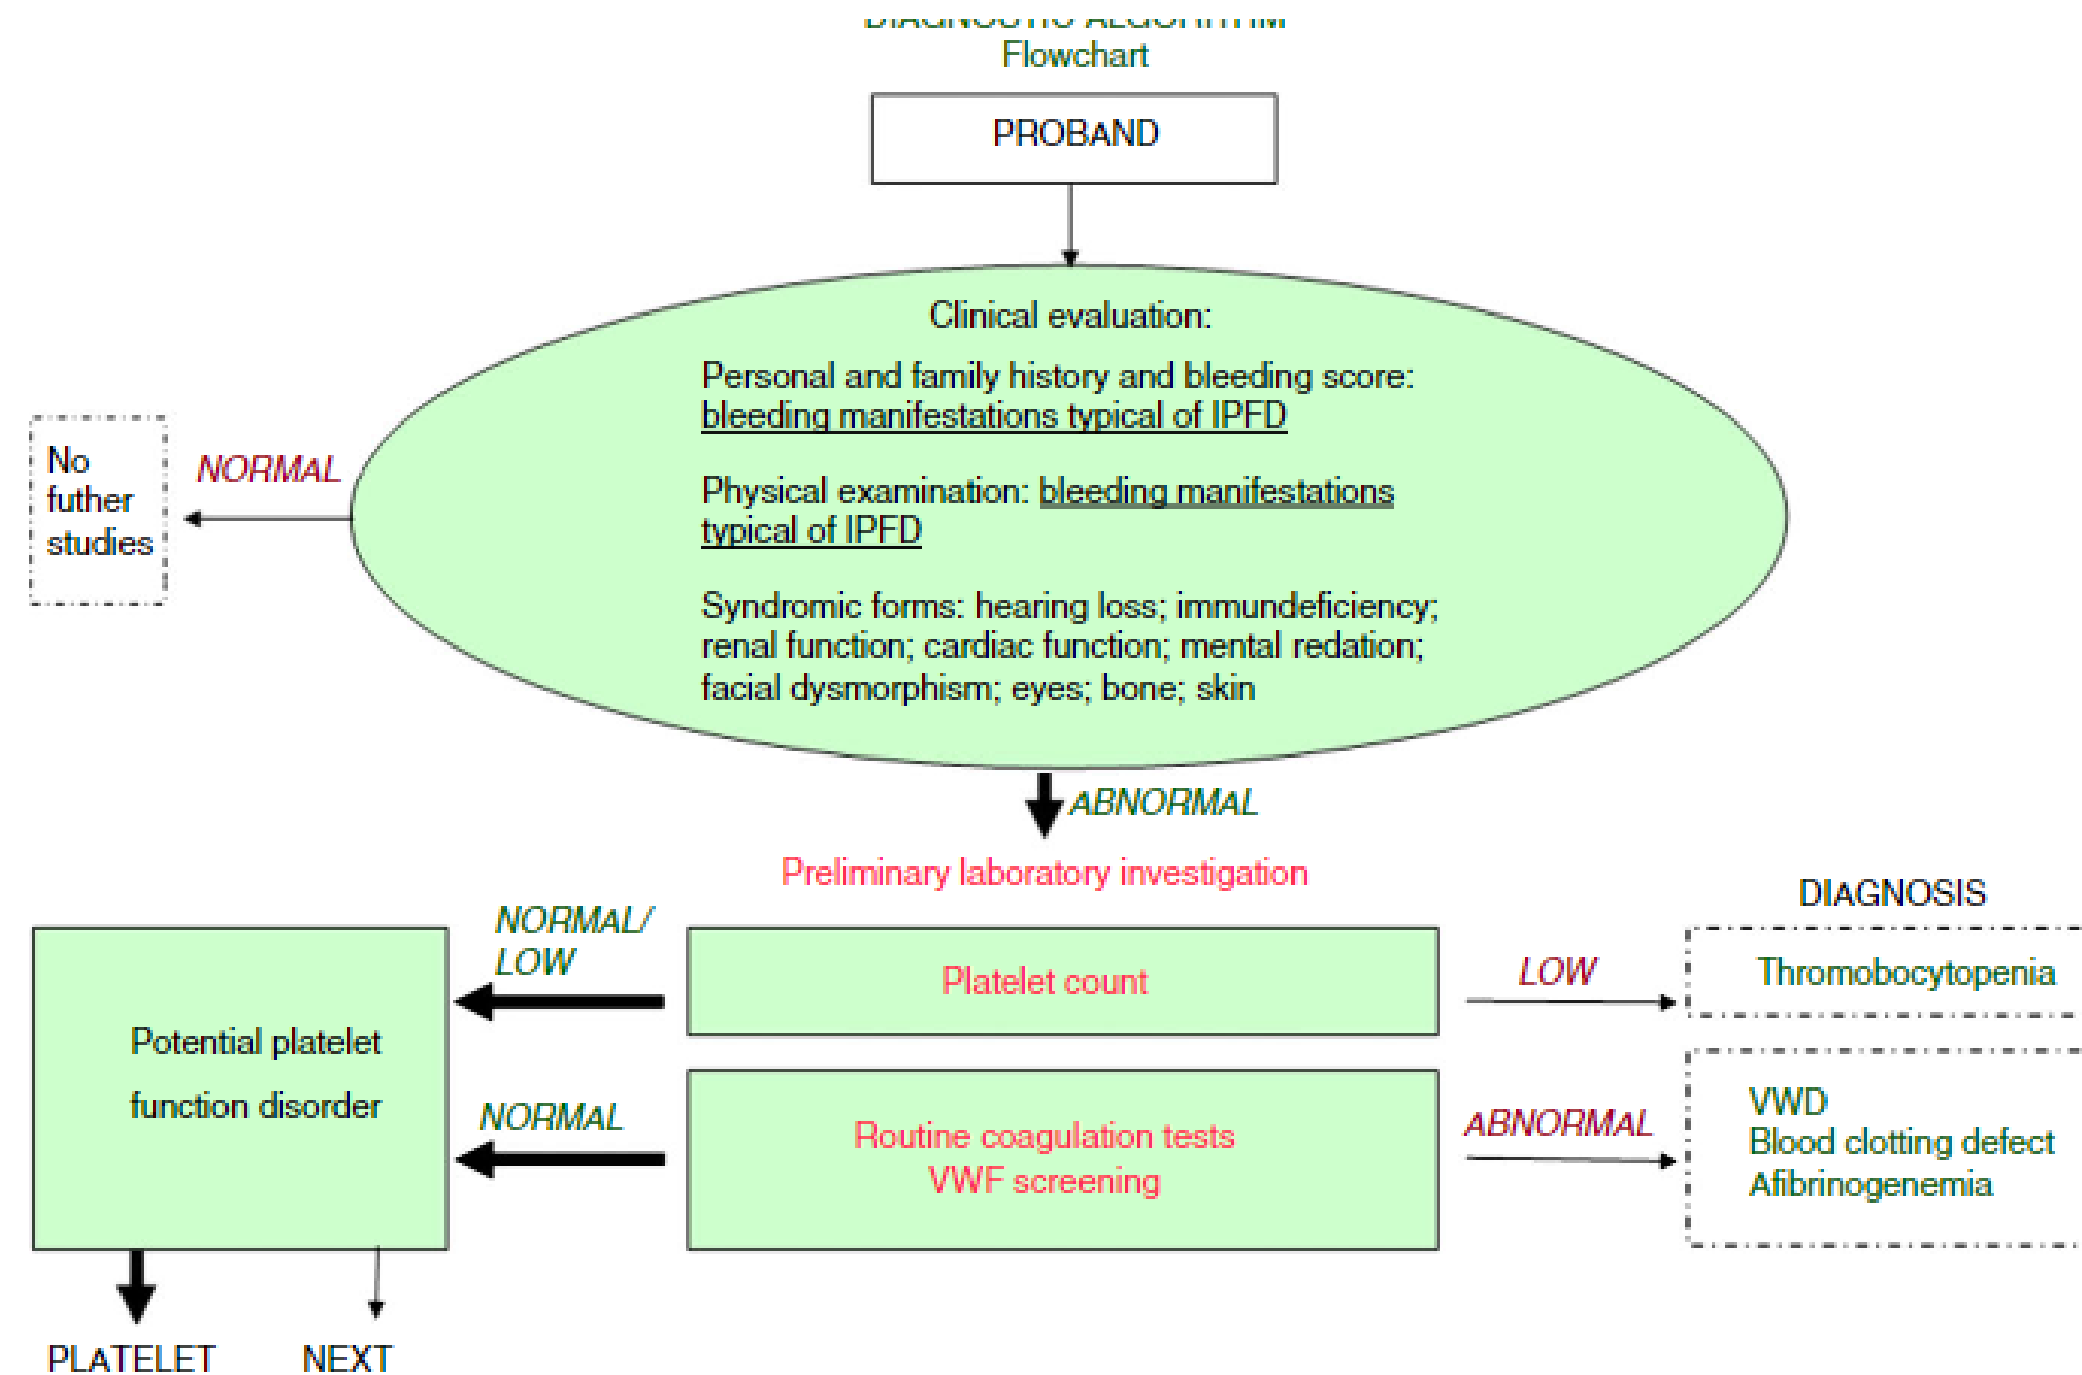 DIAGNOSTIC ALGORITHM
Flowchart
PROBAND
Clinical evaluation:
Personal and family history and bleeding score:
bleeding manifestations typical of IPFD
Physical examination: bleeding manifestations
typical of IPFD
Syndromic forms: hearing loss; immundeficiency;
renal function; cardiac function; mental redation;
facial dysmorphism; eyes; bone; skin
No
futher
studies
NORMAL
ABNORMAL
Preliminary laboratory investigation
DIAGNOSIS
NORMAL/
LOW
Platelet count
LOW
Thromobocytopenia
Potential platelet
function disorder
NORMAL
Routine coagulation tests
VWF screening
ABNORMAL
VWD
Blood clotting defect
Afibrinogenemia
PLATELET
NEXT